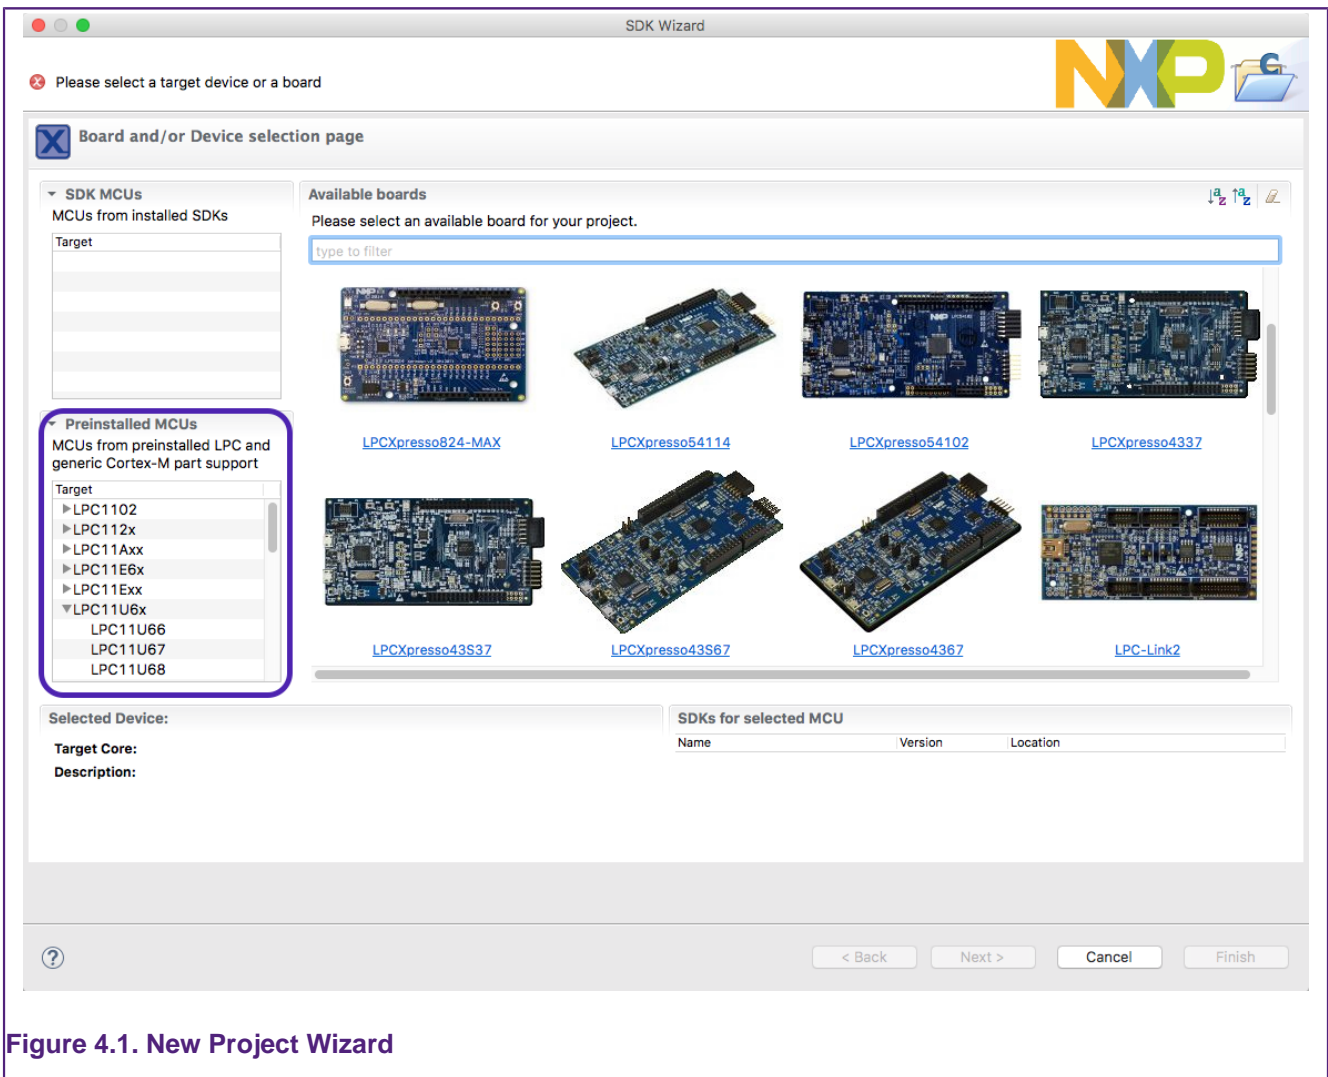 SDK Wizard
Please select a target device or a board
NXP
C
X
Board and/or Device selection page
SDK MCUs
MCUs from installed SDKs
Target
Preinstalled MCUs
MCUs from preinstalled LPC and
generic Cortex-M part support
Target
LPC1102
LPC112x
LPC11Axx
LPC11E6x
LPC11Exx
LPC11U6x
LPC11U66
LPC11U67
LPC11U68
Available boards
Please select an available board for your project.
type to filter
LPCXpresso824-MAX
LPCXpresso54114
LPCXpresso54102
LPCXpresso4337
LPCXpresso43S37
LPCXpresso43S67
LPCXpresso4367
LPC-Link2
Selected Device:
Target Core:
Description:
SDKs for selected MCU
Name Version Location
?
< Back Next > Cancel Finish
Figure 4.1. New Project Wizard